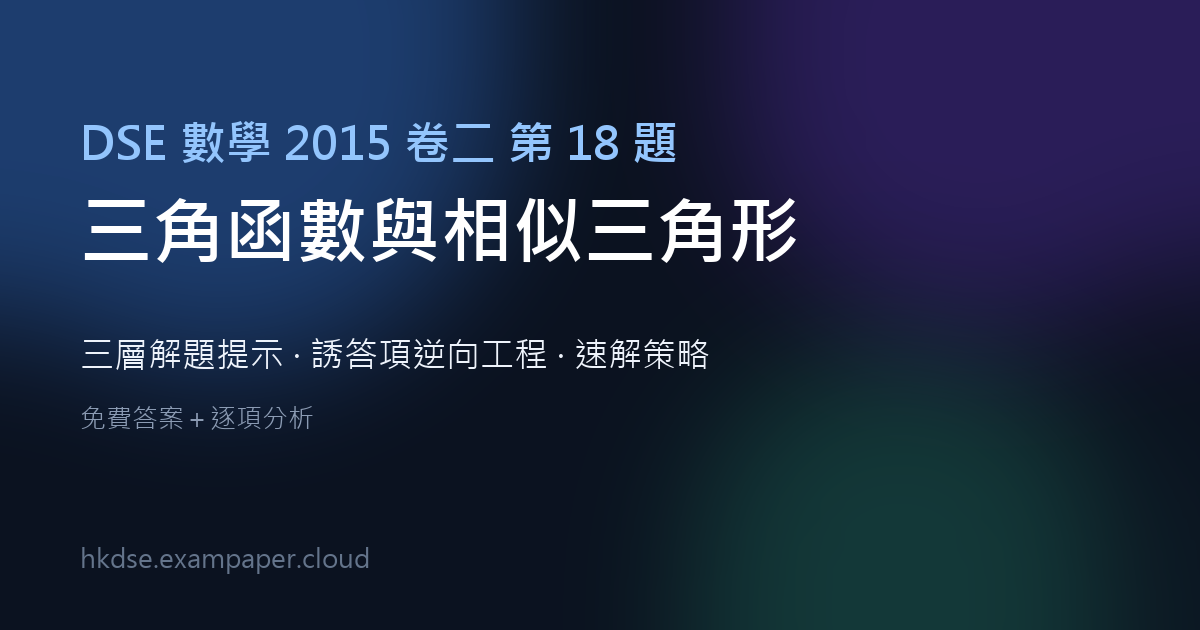 DSE 數學 2015 卷二 第 18 題
三角函數與相似三角形
三層解題提示 · 誘答項逆向工程 · 速解策略
免費答案 + 逐項分析
hkdse.exampaper.cloud